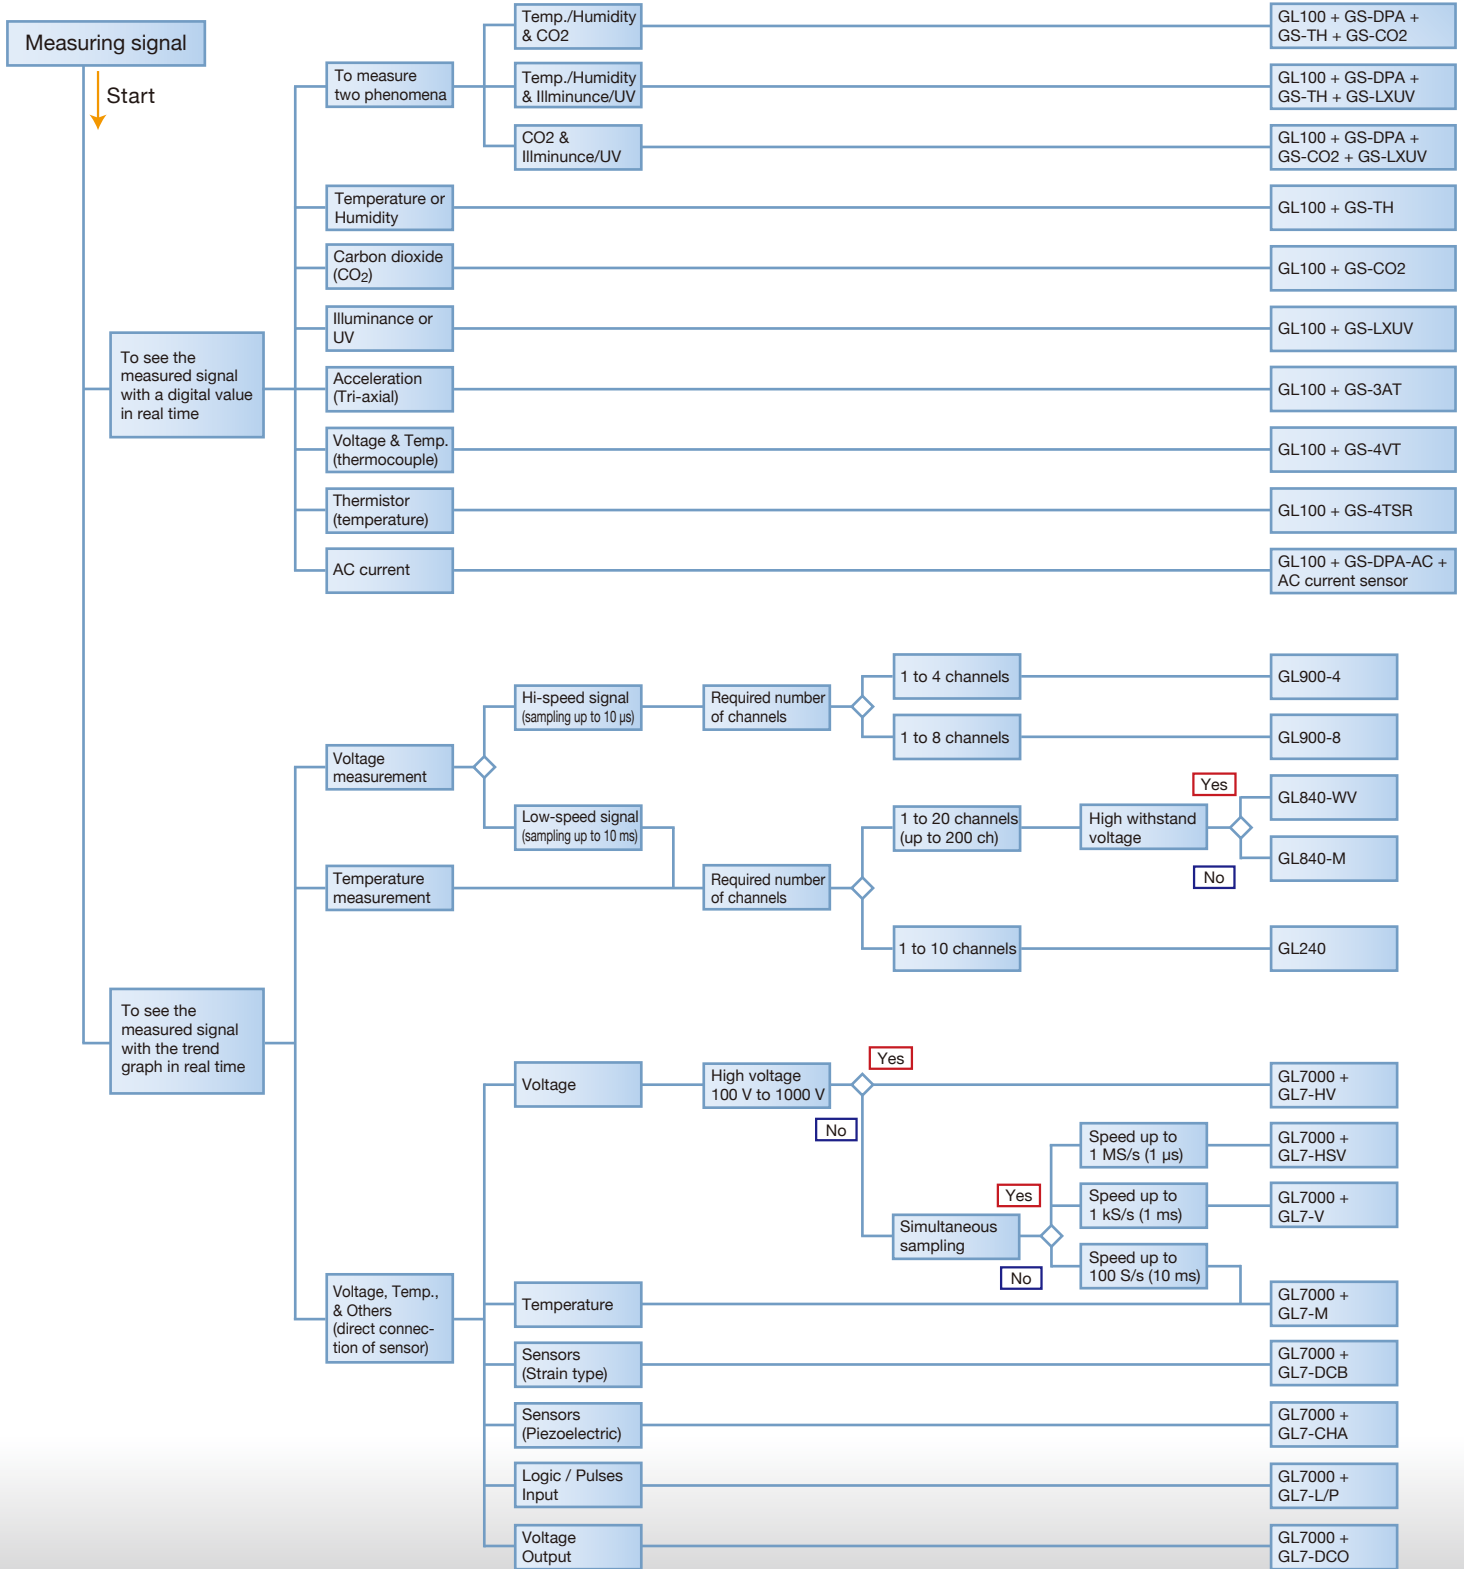 Measuring signal
Start
To see the
measured signal
with a digital value
in real time
To measure
two phenomena
Temp./Humidity
& CO2
GL100 + GS-DPA +
GS-TH + GS-CO2
Temp./Humidity
& Illminunce/UV
GL100 + GS-DPA +
GS-TH + GS-LXUV
CO2 &
Illminunce/UV
GL100 + GS-DPA +
GS-CO2 + GS-LXUV
Temperature or
Humidity
GL100 + GS-TH
Carbon dioxide
(CO₂)
GL100 + GS-CO2
Illuminance or
UV
GL100 + GS-LXUV
Acceleration
(Tri-axial)
GL100 + GS-3AT
Voltage & Temp.
(thermocouple)
GL100 + GS-4VT
Thermistor
(temperature)
GL100 + GS-4TSR
AC current
GL100 + GS-DPA-AC +
AC current sensor
To see the
measured signal
with the trend
graph in real time
Voltage
measurement
Hi-speed signal
(sampling up to 10 µs)
Required number
of channels
1 to 4 channels
GL900-4
1 to 8 channels
GL900-8
Low-speed signal
(sampling up to 10 ms)
Temperature
measurement
Required number
of channels
1 to 20 channels
(up to 200 ch)
High withstand
voltage
Yes
GL840-WV
No
GL840-M
1 to 10 channels
GL240
Voltage, Temp.,
& Others
(direct connec-
tion of sensor)
Voltage
High voltage
100 V to 1000 V
Yes
GL7000 +
GL7-HV
No
Simultaneous
sampling
Yes
Speed up to
1 MS/s (1 µs)
GL7000 +
GL7-HSV
Speed up to
1 kS/s (1 ms)
GL7000 +
GL7-V
No
Speed up to
100 S/s (10 ms)
Temperature
GL7000 +
GL7-M
Sensors
(Strain type)
GL7000 +
GL7-DCB
Sensors
(Piezoelectric)
GL7000 +
GL7-CHA
Logic / Pulses
Input
GL7000 +
GL7-L/P
Voltage
Output
GL7000 +
GL7-DCO